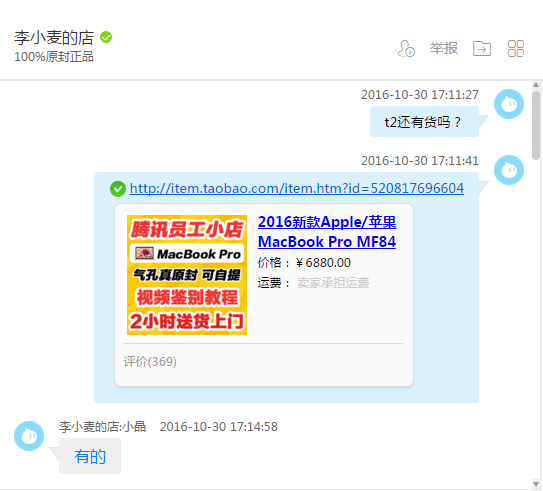 李小麦的店
100%原封正品
举报
2016-10-30 17:11:27
t2还有货吗？
2016-10-30 17:11:41
http://item.taobao.com/item.htm?id=520817696604
腾讯员工小店
MacBook Pro
气孔真原封 可自提
视频鉴别教程
2小时送货上门
2016新款Apple/苹果
MacBook Pro MF84
价格：￥6880.00
运费： 卖家承担运费
评价(369)
李小麦的店:小晶 2016-10-30 17:14:58
有的